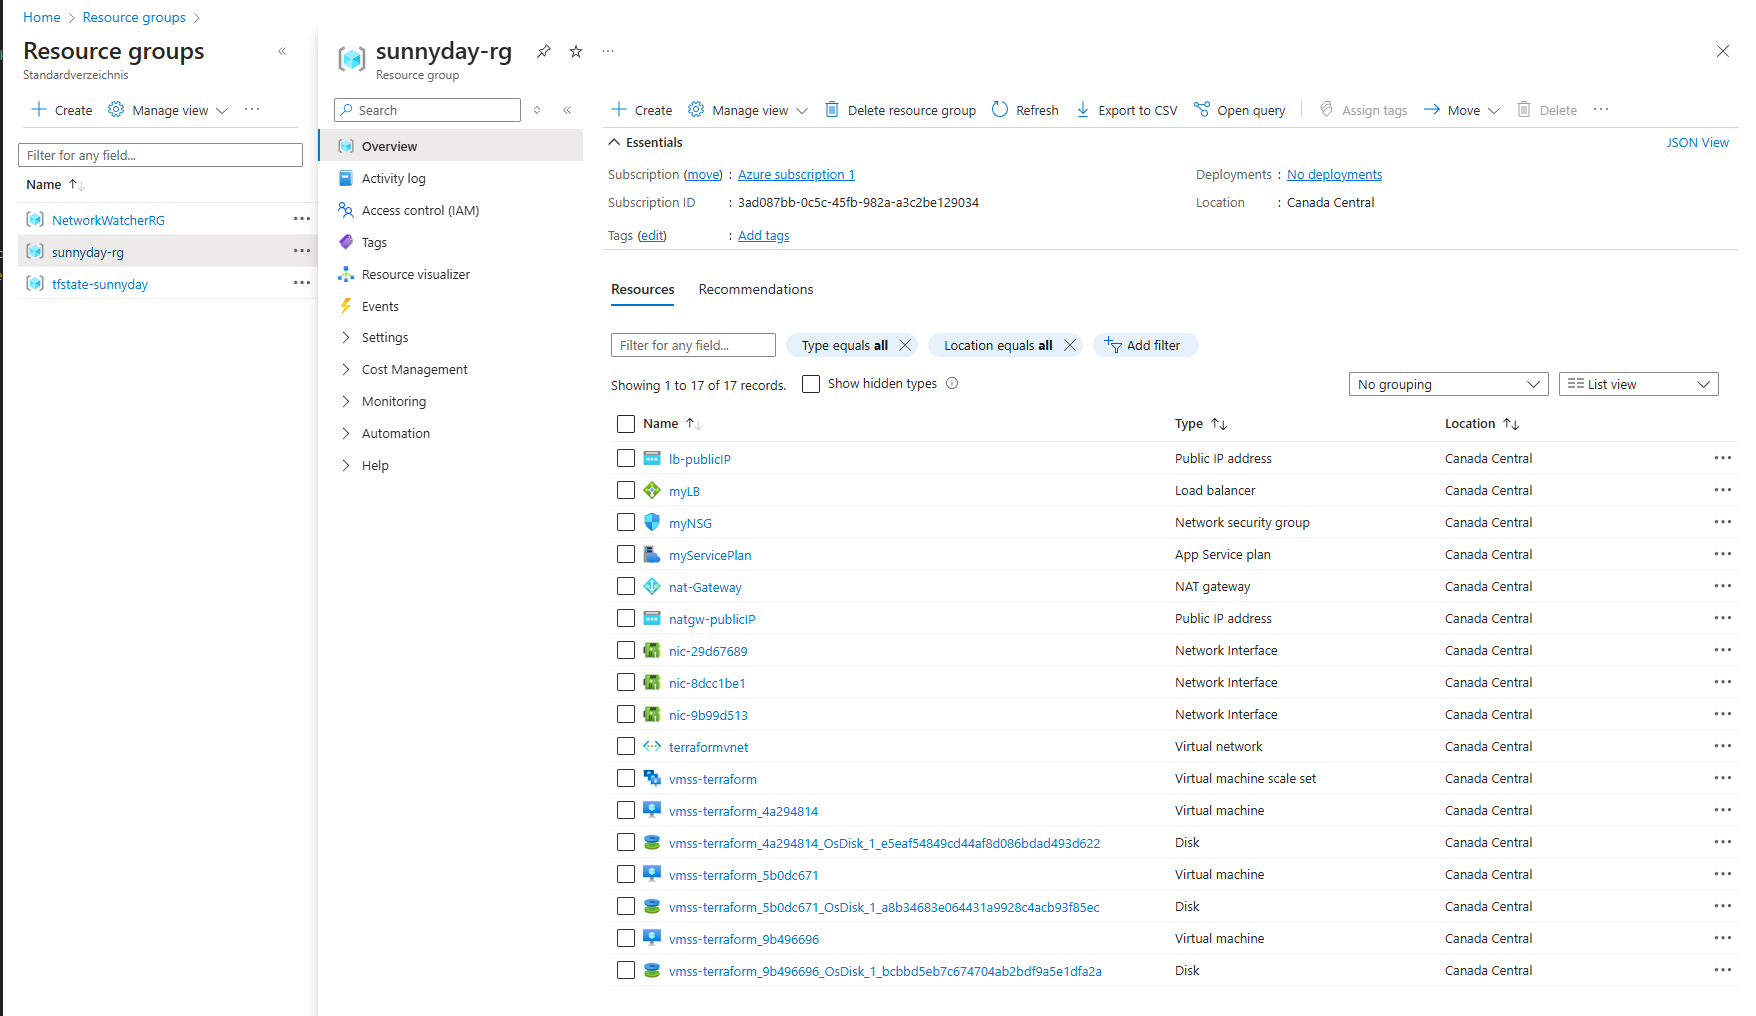 Home > Resource groups >
Resource groups
Standardverzeichnis
Create
Manage view
Filter for any field...
Name
NetworkWatcherRG
sunnyday-rg
tfstate-sunnyday
sunnyday-rg
Resource group
Search
Overview
Activity log
Access control (IAM)
Tags
Resource visualizer
Events
Settings
Cost Management
Monitoring
Automation
Help
Create Manage view Delete resource group Refresh Export to CSV Open query Assign tags Move Delete
Essentials
JSON View
Subscription (move) : Azure subscription 1
Subscription ID : 3ad087bb-0c5c-45fb-982a-a3c2be129034
Tags (edit) : Add tags
Deployments : No deployments
Location : Canada Central
Resources Recommendations
Filter for any field... Type equals all Location equals all Add filter
Showing 1 to 17 of 17 records. Show hidden types No grouping List view
Name Type Location
lb-publicIP Public IP address Canada Central
myLB Load balancer Canada Central
myNSG Network security group Canada Central
myServicePlan App Service plan Canada Central
nat-Gateway NAT gateway Canada Central
natgw-publicIP Public IP address Canada Central
nic-29d67689 Network Interface Canada Central
nic-8dcc1be1 Network Interface Canada Central
nic-9b99d513 Network Interface Canada Central
terraformvnet Virtual network Canada Central
vmss-terraform Virtual machine scale set Canada Central
vmss-terraform_4a294814 Virtual machine Canada Central
vmss-terraform_4a294814_OsDisk_1_e5eaf54849cd44af8d086bdad493d622 Disk Canada Central
vmss-terraform_5b0dc671 Virtual machine Canada Central
vmss-terraform_5b0dc671_OsDisk_1_a8b34683e064431a9928c4acb93f85ec Disk Canada Central
vmss-terraform_9b496696 Virtual machine Canada Central
vmss-terraform_9b496696_OsDisk_1_bcbbd5eb7c674704ab2bdf9a5e1dfa2a Disk Canada Central